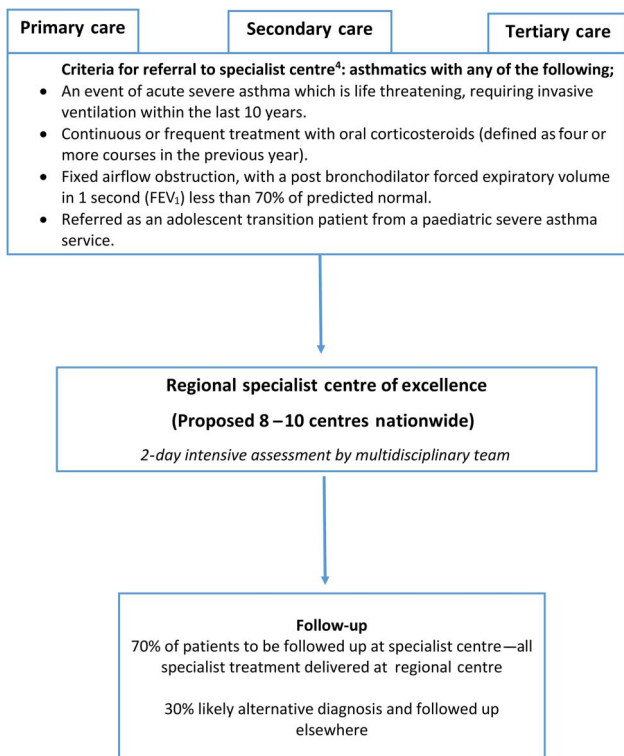 Primary care
Secondary care
Tertiary care
Criteria for referral to specialist centre⁴: asthmatics with any of the following;
• An event of acute severe asthma which is life threatening, requiring invasive
ventilation within the last 10 years.
• Continuous or frequent treatment with oral corticosteroids (defined as four or
more courses in the previous year).
• Fixed airflow obstruction, with a post bronchodilator forced expiratory volume
in 1 second (FEV₁) less than 70% of predicted normal.
• Referred as an adolescent transition patient from a paediatric severe asthma
service.
Regional specialist centre of excellence
(Proposed 8–10 centres nationwide)
2-day intensive assessment by multidisciplinary team
Follow-up
70% of patients to be followed up at specialist centre—all
specialist treatment delivered at regional centre
30% likely alternative diagnosis and followed up
elsewhere